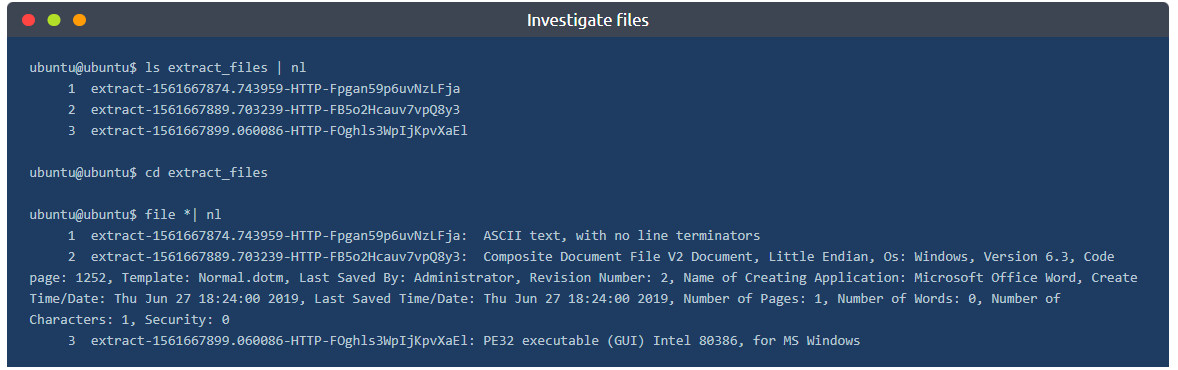 Investigate files
ubuntu@ubuntu$ ls extract_files | nl
1 extract-1561667874.743959-HTTP-Fpgan59p6uvNzLFja
2 extract-1561667889.703239-HTTP-FB5o2Hcauv7vpQ8y3
3 extract-1561667899.060086-HTTP-FOghls3WpIjKpvXaEl
ubuntu@ubuntu$ cd extract_files
ubuntu@ubuntu$ file *| nl
1 extract-1561667874.743959-HTTP-Fpgan59p6uvNzLFja: ASCII text, with no line terminators
2 extract-1561667889.703239-HTTP-FB5o2Hcauv7vpQ8y3: Composite Document File V2 Document, Little Endian, Os: Windows, Version 6.3, Code
page: 1252, Template: Normal.dotm, Last Saved By: Administrator, Revision Number: 2, Name of Creating Application: Microsoft Office Word, Create
Time/Date: Thu Jun 27 18:24:00 2019, Last Saved Time/Date: Thu Jun 27 18:24:00 2019, Number of Pages: 1, Number of Words: 0, Number of
Characters: 1, Security: 0
3 extract-1561667899.060086-HTTP-FOghls3WpIjKpvXaEl: PE32 executable (GUI) Intel 80386, for MS Windows